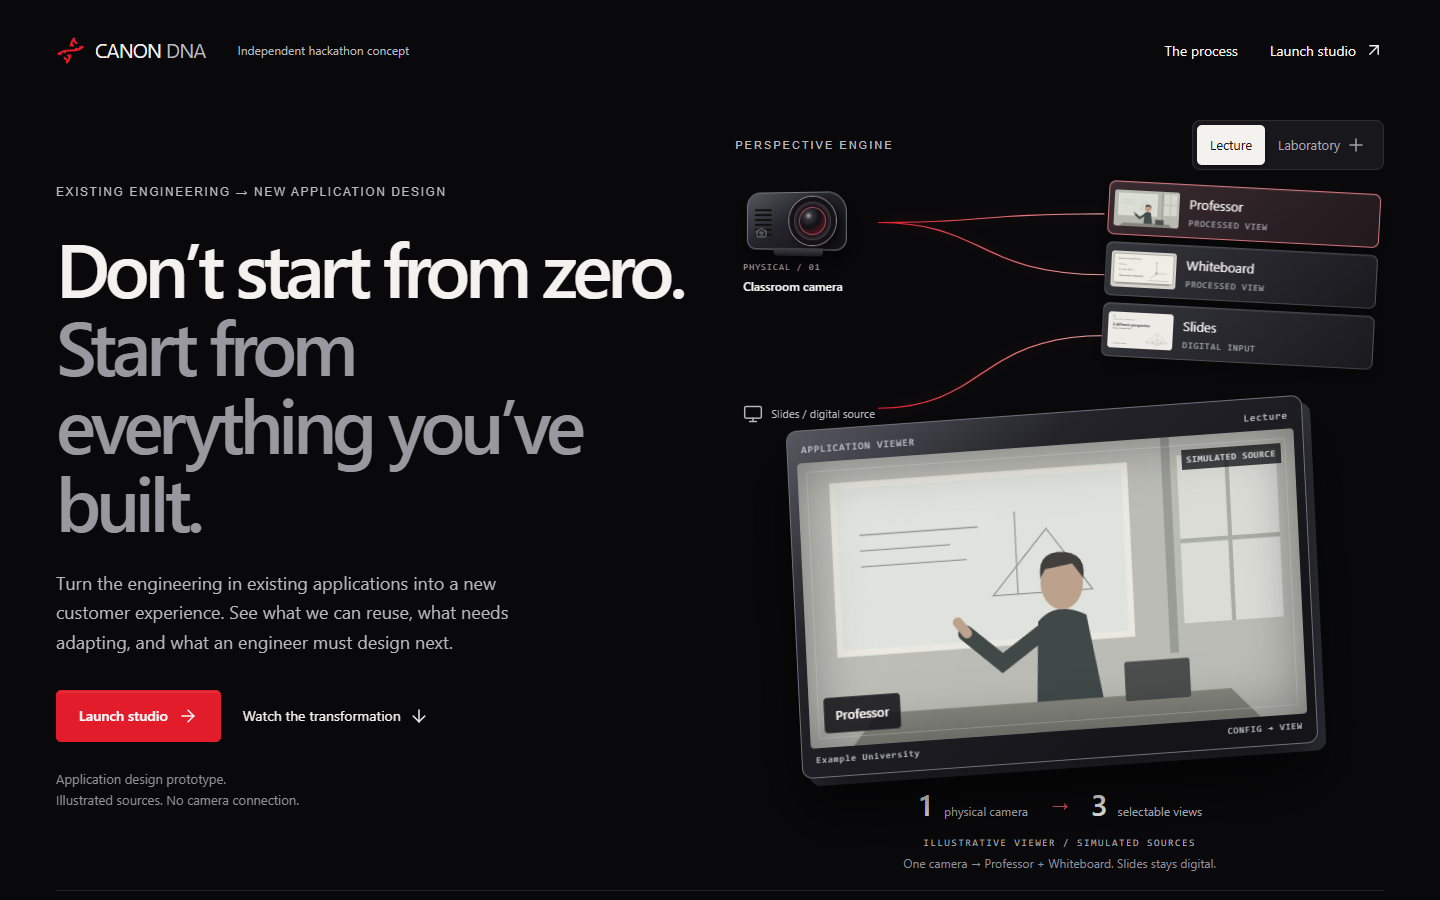 CANON DNA
Independent hackathon concept
The process
Launch studio
EXISTING ENGINEERING → NEW APPLICATION DESIGN
Don’t start from zero.
Start from
everything you’ve
built.
Turn the engineering in existing applications into a new
customer experience. See what we can reuse, what needs
adapting, and what an engineer must design next.
Launch studio →
Watch the transformation ↓
Application design prototype.
Illustrated sources. No camera connection.
PERSPECTIVE ENGINE
Lecture
Laboratory +
PHYSICAL / 01
Classroom camera
Professor
PROCESSED VIEW
Whiteboard
PROCESSED VIEW
Slides
DIGITAL INPUT
Slides / digital source
APPLICATION VIEWER
Lecture
SIMULATED SOURCE
Professor
Example University
CONFIG → VIEW
1 physical camera → 3 selectable views
ILLUSTRATIVE VIEWER / SIMULATED SOURCES
One camera → Professor + Whiteboard. Slides stays digital.